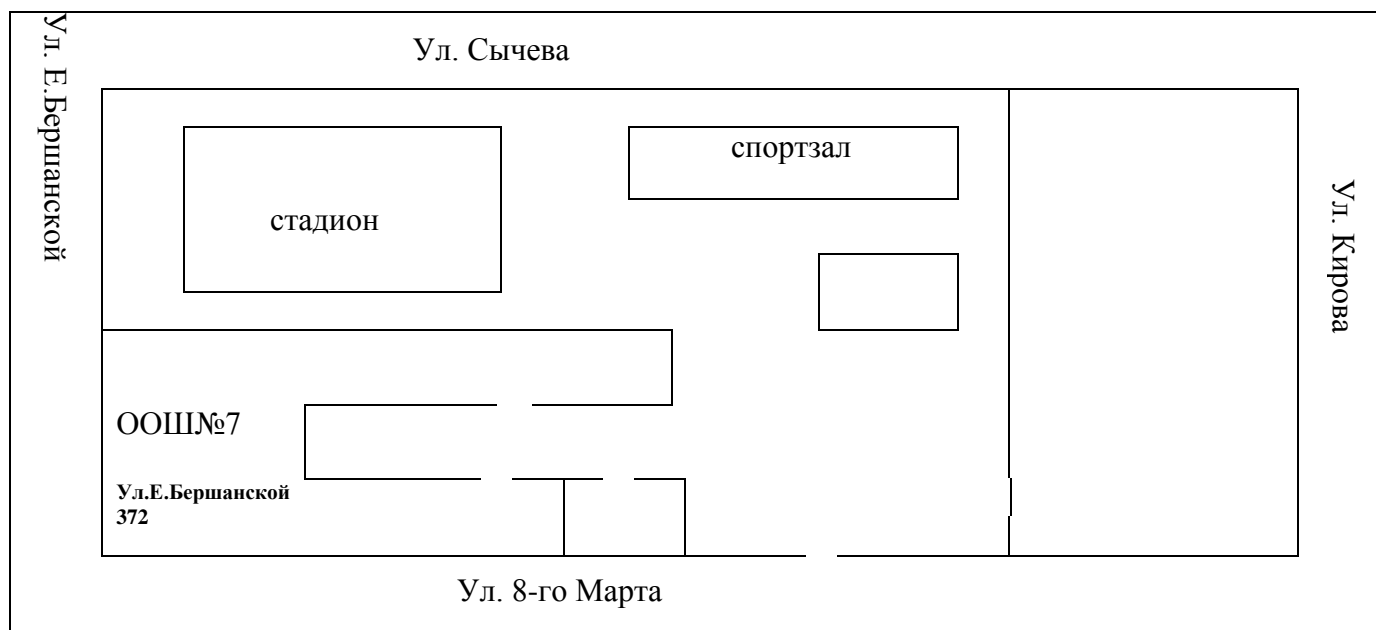 Ул. Сычева
Ул. Е.Бершанской
спортзал
стадион
Ул. Кирова
ООШ№7
Ул.Е.Бершанской
372
Ул. 8-го Марта